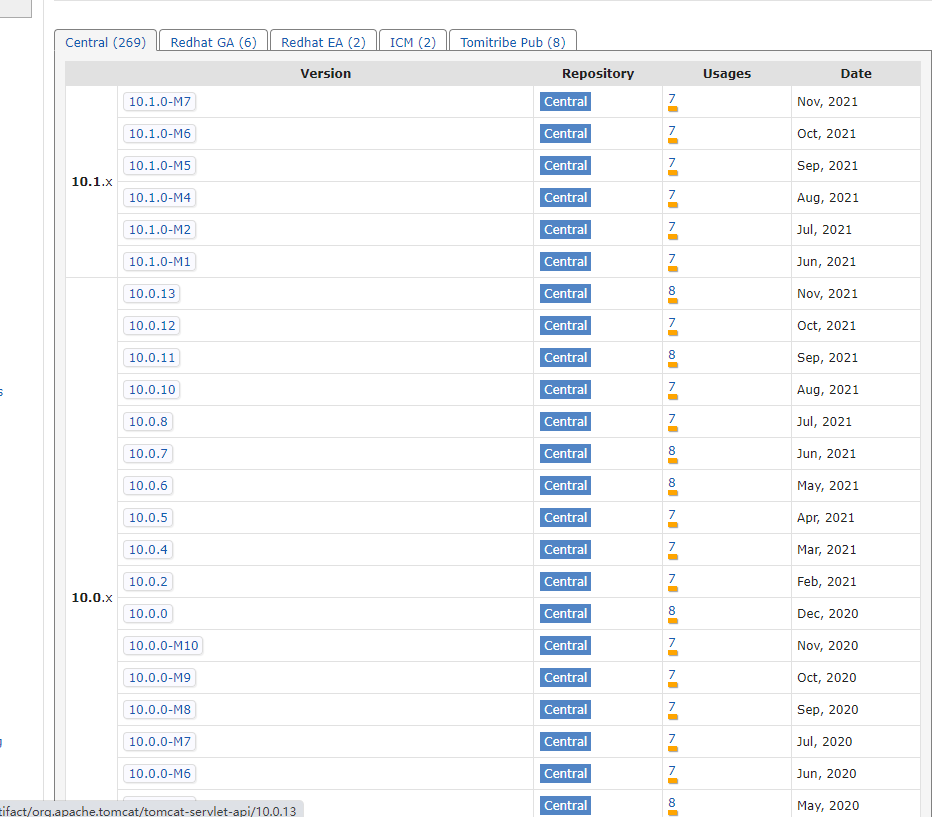 Central (269) Redhat GA (6) Redhat EA (2) ICM (2) Tomitribe Pub (8)
Version Repository Usages Date
10.1.0-M7 Central 7 Nov, 2021
10.1.0-M6 Central 7 Oct, 2021
10.1.0-M5 Central 7 Sep, 2021
10.1.x
10.1.0-M4 Central 7 Aug, 2021
10.1.0-M2 Central 7 Jul, 2021
10.1.0-M1 Central 7 Jun, 2021
10.0.13 Central 8 Nov, 2021
10.0.12 Central 7 Oct, 2021
10.0.11 Central 8 Sep, 2021
10.0.10 Central 7 Aug, 2021
10.0.8 Central 7 Jul, 2021
10.0.7 Central 8 Jun, 2021
10.0.6 Central 8 May, 2021
10.0.5 Central 7 Apr, 2021
10.0.4 Central 7 Mar, 2021
10.0.2 Central 7 Feb, 2021
10.0.x
10.0.0 Central 8 Dec, 2020
10.0.0-M10 Central 7 Nov, 2020
10.0.0-M9 Central 7 Oct, 2020
10.0.0-M8 Central 7 Sep, 2020
10.0.0-M7 Central 7 Jul, 2020
10.0.0-M6 Central 7 Jun, 2020
Central 8 May, 2020
tifact/org.apache.tomcat/tomcat-servlet-api/10.0.13